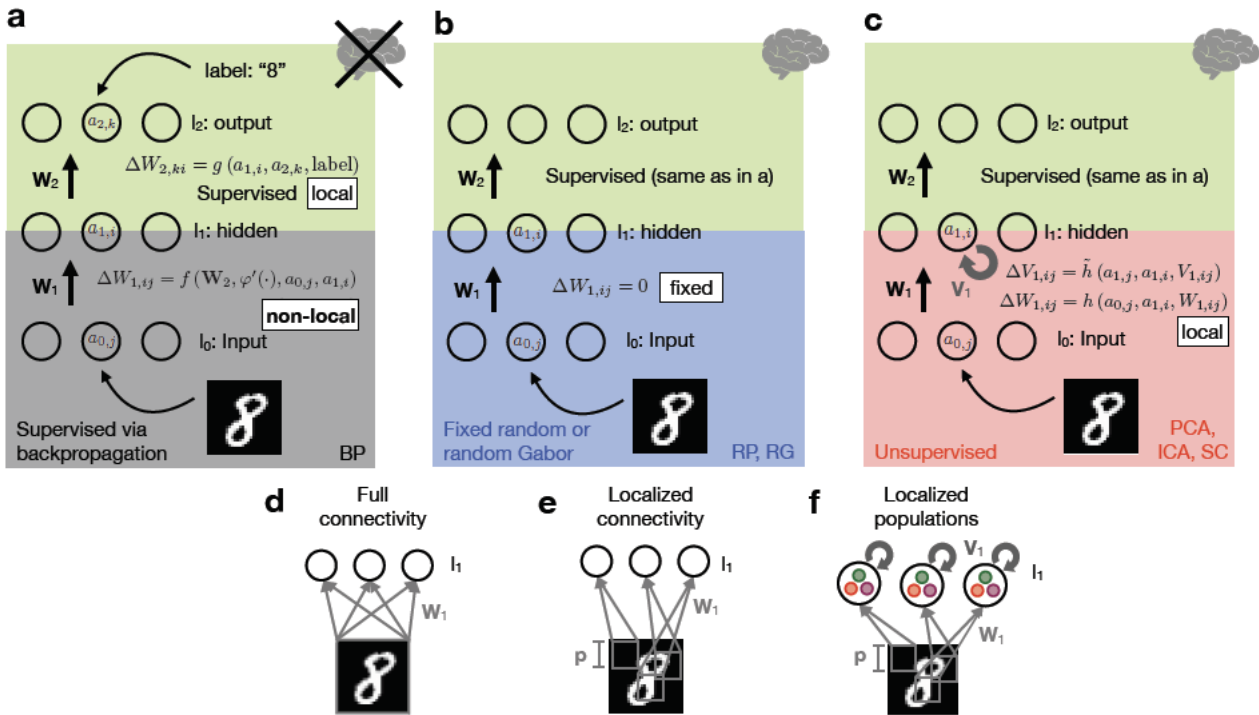 a
label: "8"
a₂,ₖ
l₂: output
ΔW₂,ₖᵢ = g (a₁,ᵢ, a₂,ₖ, label)
W₂
Supervised local
a₁,ᵢ
l₁: hidden
ΔW₁,ᵢⱼ = f (W₂, φ′(·), a₀,ⱼ, a₁,ᵢ)
W₁
non-local
a₀,ⱼ
l₀: Input
Supervised via
backpropagation
BP
b
l₂: output
W₂
Supervised (same as in a)
a₁,ᵢ
l₁: hidden
ΔW₁,ᵢⱼ = 0 fixed
W₁
a₀,ⱼ
l₀: Input
Fixed random or
random Gabor
RP, RG
c
l₂: output
W₂
Supervised (same as in a)
a₁,ᵢ
l₁: hidden
V₁
ΔV₁,ᵢⱼ = h̃ (a₁,ⱼ, a₁,ᵢ, V₁,ᵢⱼ)
W₁
ΔW₁,ᵢⱼ = h (a₀,ⱼ, a₁,ᵢ, W₁,ᵢⱼ)
local
a₀,ⱼ
l₀: Input
Unsupervised
PCA,
ICA, SC
d
Full
connectivity
l₁
W₁
e
Localized
connectivity
l₁
W₁
p
f
Localized
populations
V₁
l₁
W₁
p